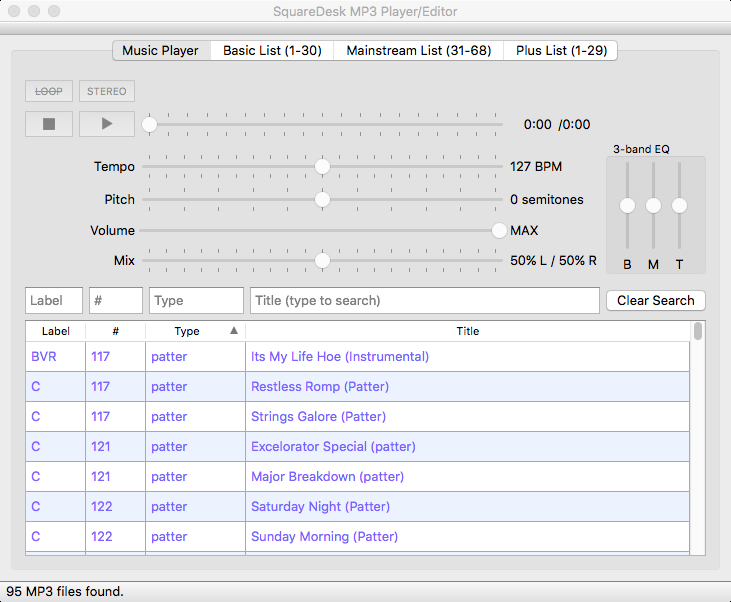 SquareDesk MP3 Player/Editor
Music Player Basic List (1-30) Mainstream List (31-68) Plus List (1-29)
LOOP STEREO
0:00 /0:00
3-band EQ
Tempo 127 BPM
Pitch 0 semitones
Volume MAX
Mix 50% L / 50% R
B M T
Label # Type Title (type to search) Clear Search
Label # Type Title
BVR 117 patter Its My Life Hoe (Instrumental)
C 117 patter Restless Romp (Patter)
C 117 patter Strings Galore (Patter)
C 121 patter Excelorator Special (patter)
C 121 patter Major Breakdown (patter)
C 122 patter Saturday Night (Patter)
C 122 patter Sunday Morning (Patter)
95 MP3 files found.